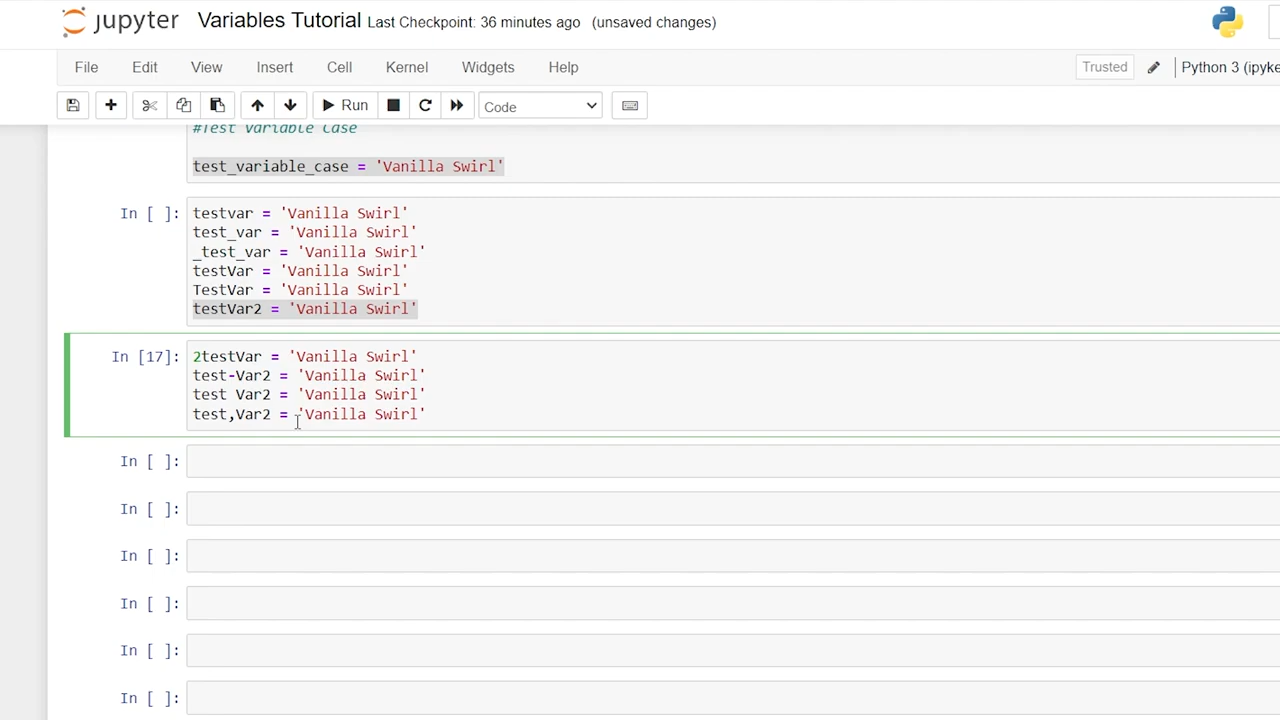 jupyter Variables Tutorial Last Checkpoint: 36 minutes ago (unsaved changes)
File Edit View Insert Cell Kernel Widgets Help Trusted Python 3 (ipyke
Run Code
#Test Variable Case
test_variable_case = 'Vanilla Swirl'
In [ ]: testvar = 'Vanilla Swirl'
test_var = 'Vanilla Swirl'
_test_var = 'Vanilla Swirl'
testVar = 'Vanilla Swirl'
TestVar = 'Vanilla Swirl'
testVar2 = 'Vanilla Swirl'
In [17]: 2testVar = 'Vanilla Swirl'
test-Var2 = 'Vanilla Swirl'
test Var2 = 'Vanilla Swirl'
test,Var2 = 'Vanilla Swirl'
In [ ]:
In [ ]:
In [ ]:
In [ ]:
In [ ]:
In [ ]: